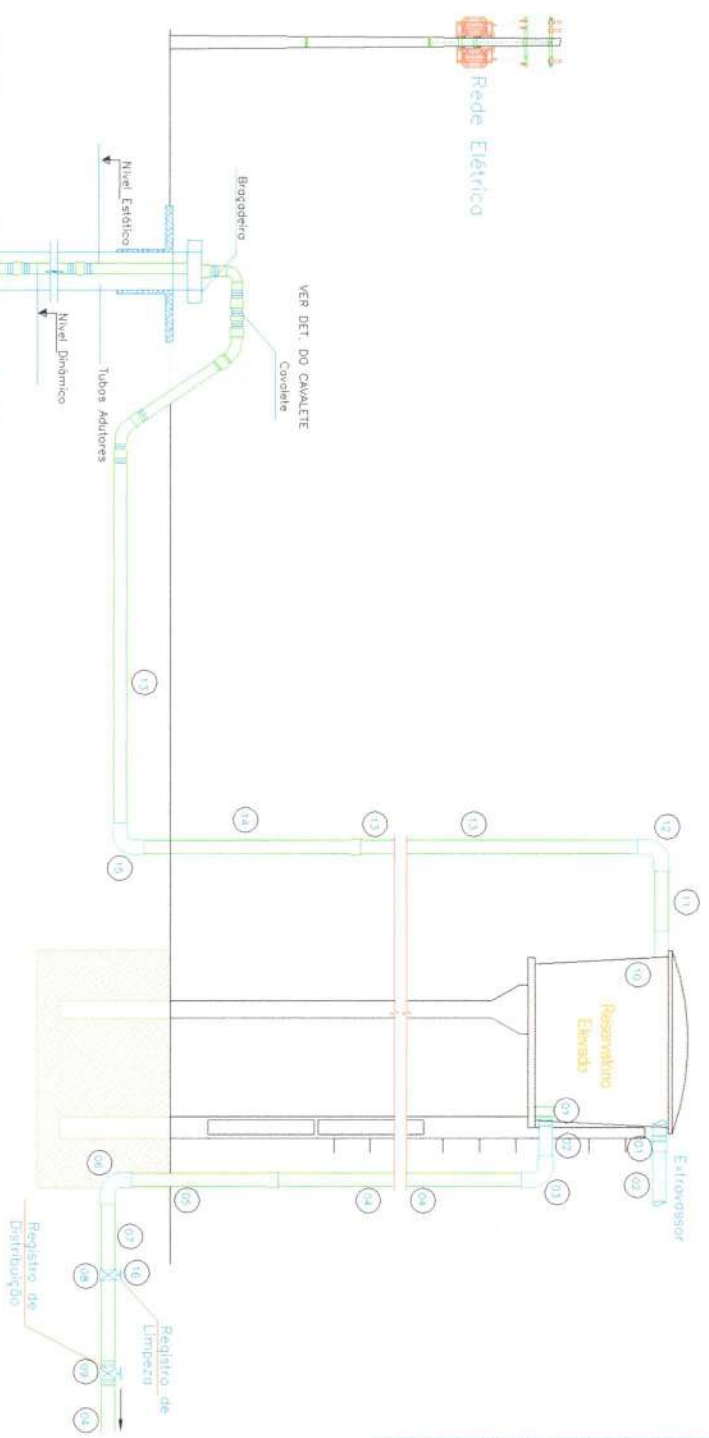 Rede Elétrica
Nível Estático
Braçadeira
VER DET. DO CAVALETE
Cavalete
Nível Dinâmico
Tubos Adutores
13
15
14
13
13
12
11
10
Reservatório
Elevado
01
02
03
01
02
Extravassor
04
04
05
06
07
16
08
09
04
Registro de
Limpeza
Registro de
Distribuição